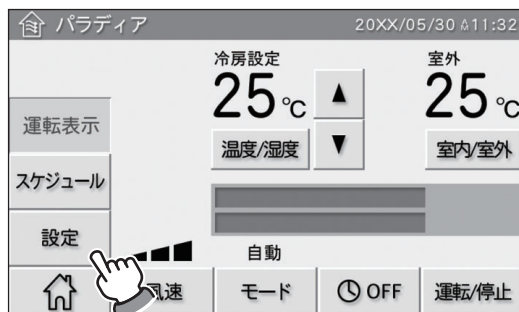 パラディア
20XX/05/30 11:32
冷房設定
室外
25℃
▲
25℃
運転表示
温度/湿度
▼
室内/室外
スケジュール
設定
自動
風速
モード
OFF
運転/停止